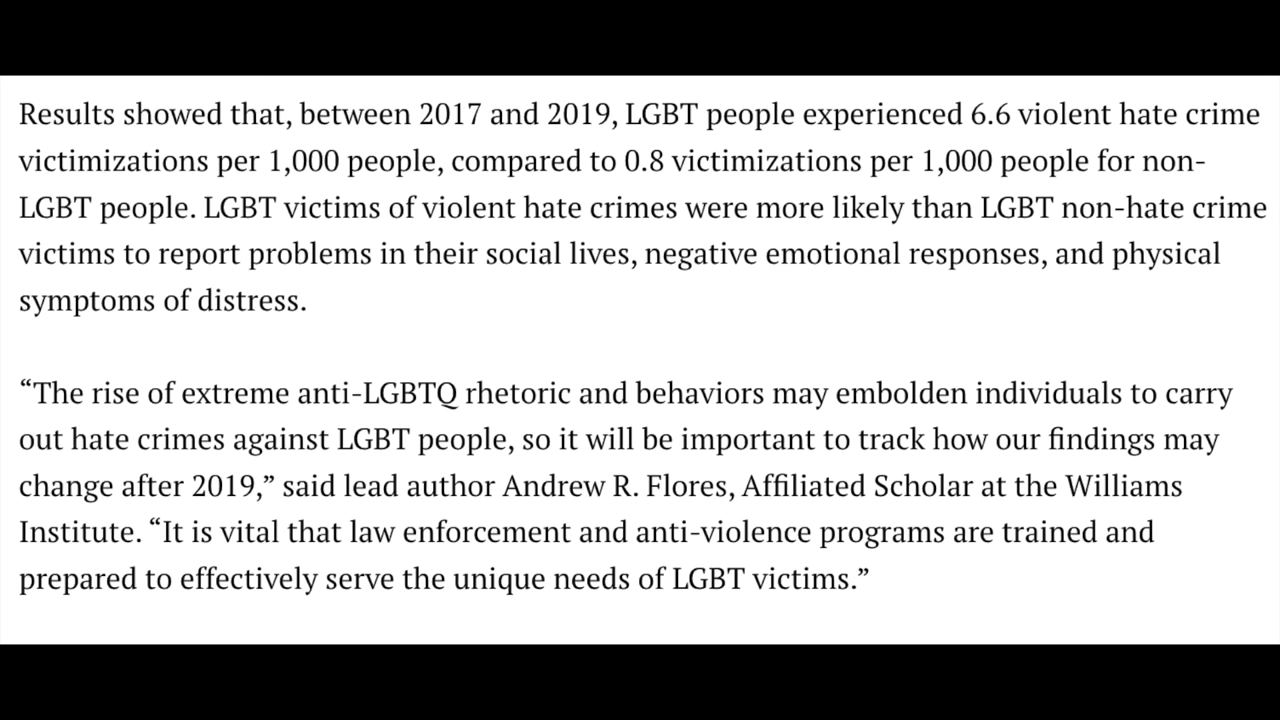 Results showed that, between 2017 and 2019, LGBT people experienced 6.6 violent hate crime
victimizations per 1,000 people, compared to 0.8 victimizations per 1,000 people for non-
LGBT people. LGBT victims of violent hate crimes were more likely than LGBT non-hate crime
victims to report problems in their social lives, negative emotional responses, and physical
symptoms of distress.
“The rise of extreme anti-LGBTQ rhetoric and behaviors may embolden individuals to carry
out hate crimes against LGBT people, so it will be important to track how our findings may
change after 2019,” said lead author Andrew R. Flores, Affiliated Scholar at the Williams
Institute. “It is vital that law enforcement and anti-violence programs are trained and
prepared to effectively serve the unique needs of LGBT victims.”